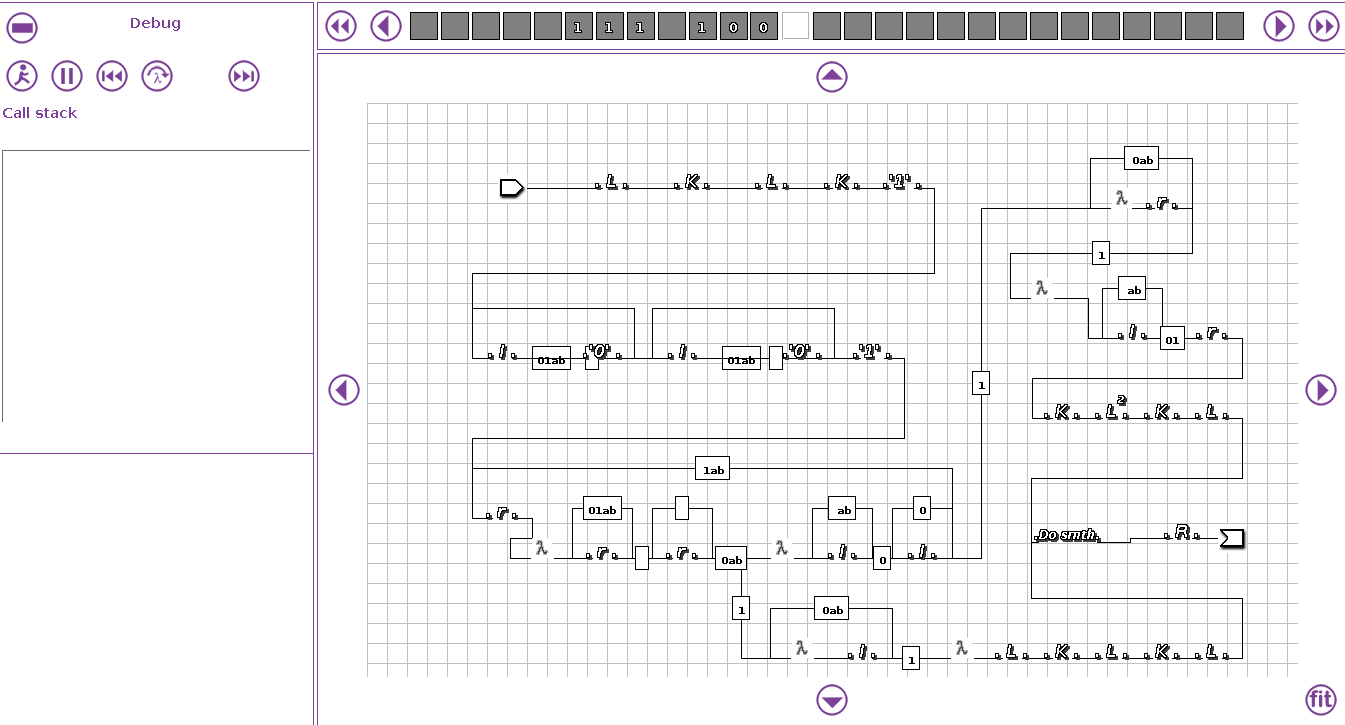 Debug
1 1 1 1 0 0
λ
Call stack
0ab
. L . . K . . L . . K . . '1' .
λ . r .
1
λ
ab
. l . 01 . r .
. l . 01ab . '0' . . l . 01ab . '0' . . '1' .
1
. K . . L² . . K . . L .
1ab
. r . 01ab ab 0
λ . r . . r . 0ab λ . l . 0 . l .
. Do smth. . R .
1 0ab
λ . l . 1 λ . L . . K . . L . . K . . L .
fit